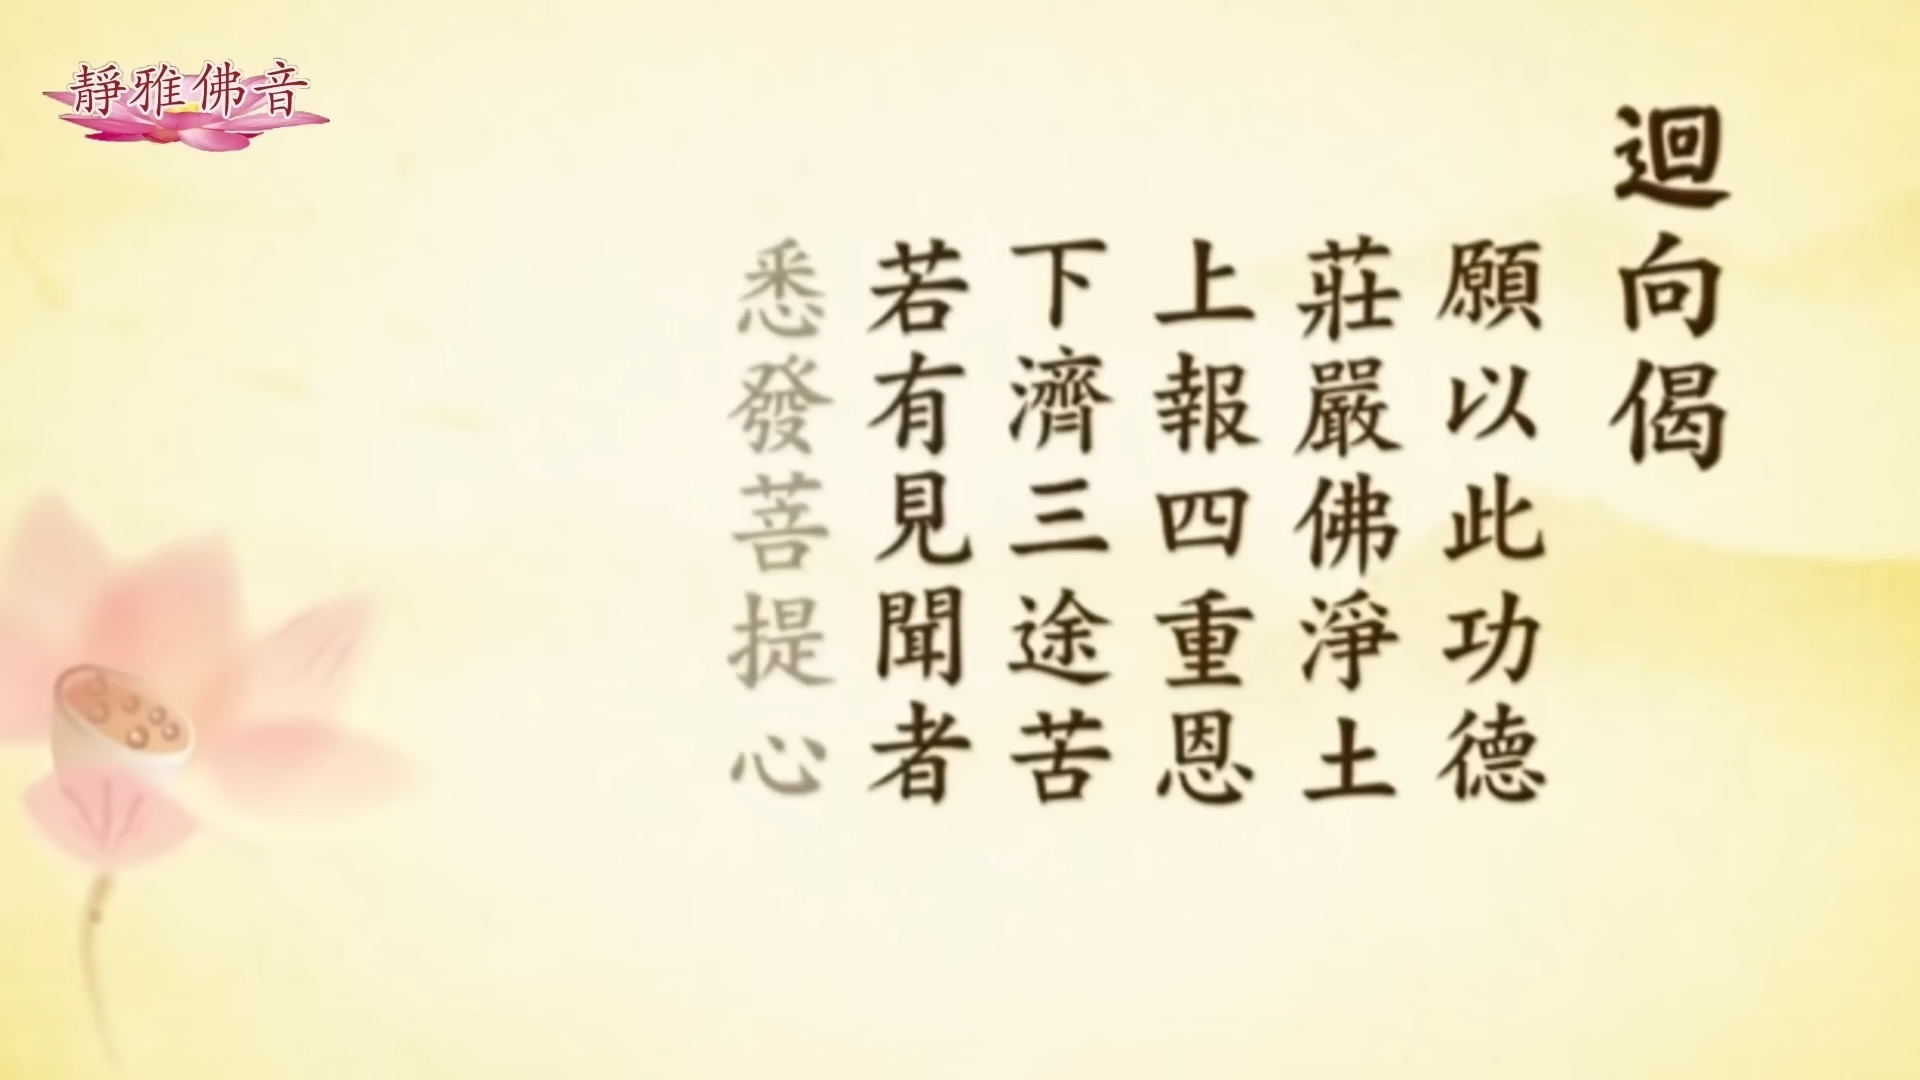 靜雅佛音
迴向偈
願以此功德
莊嚴佛淨土
上報四重恩
下濟三途苦
若有見聞者
悉發菩提心